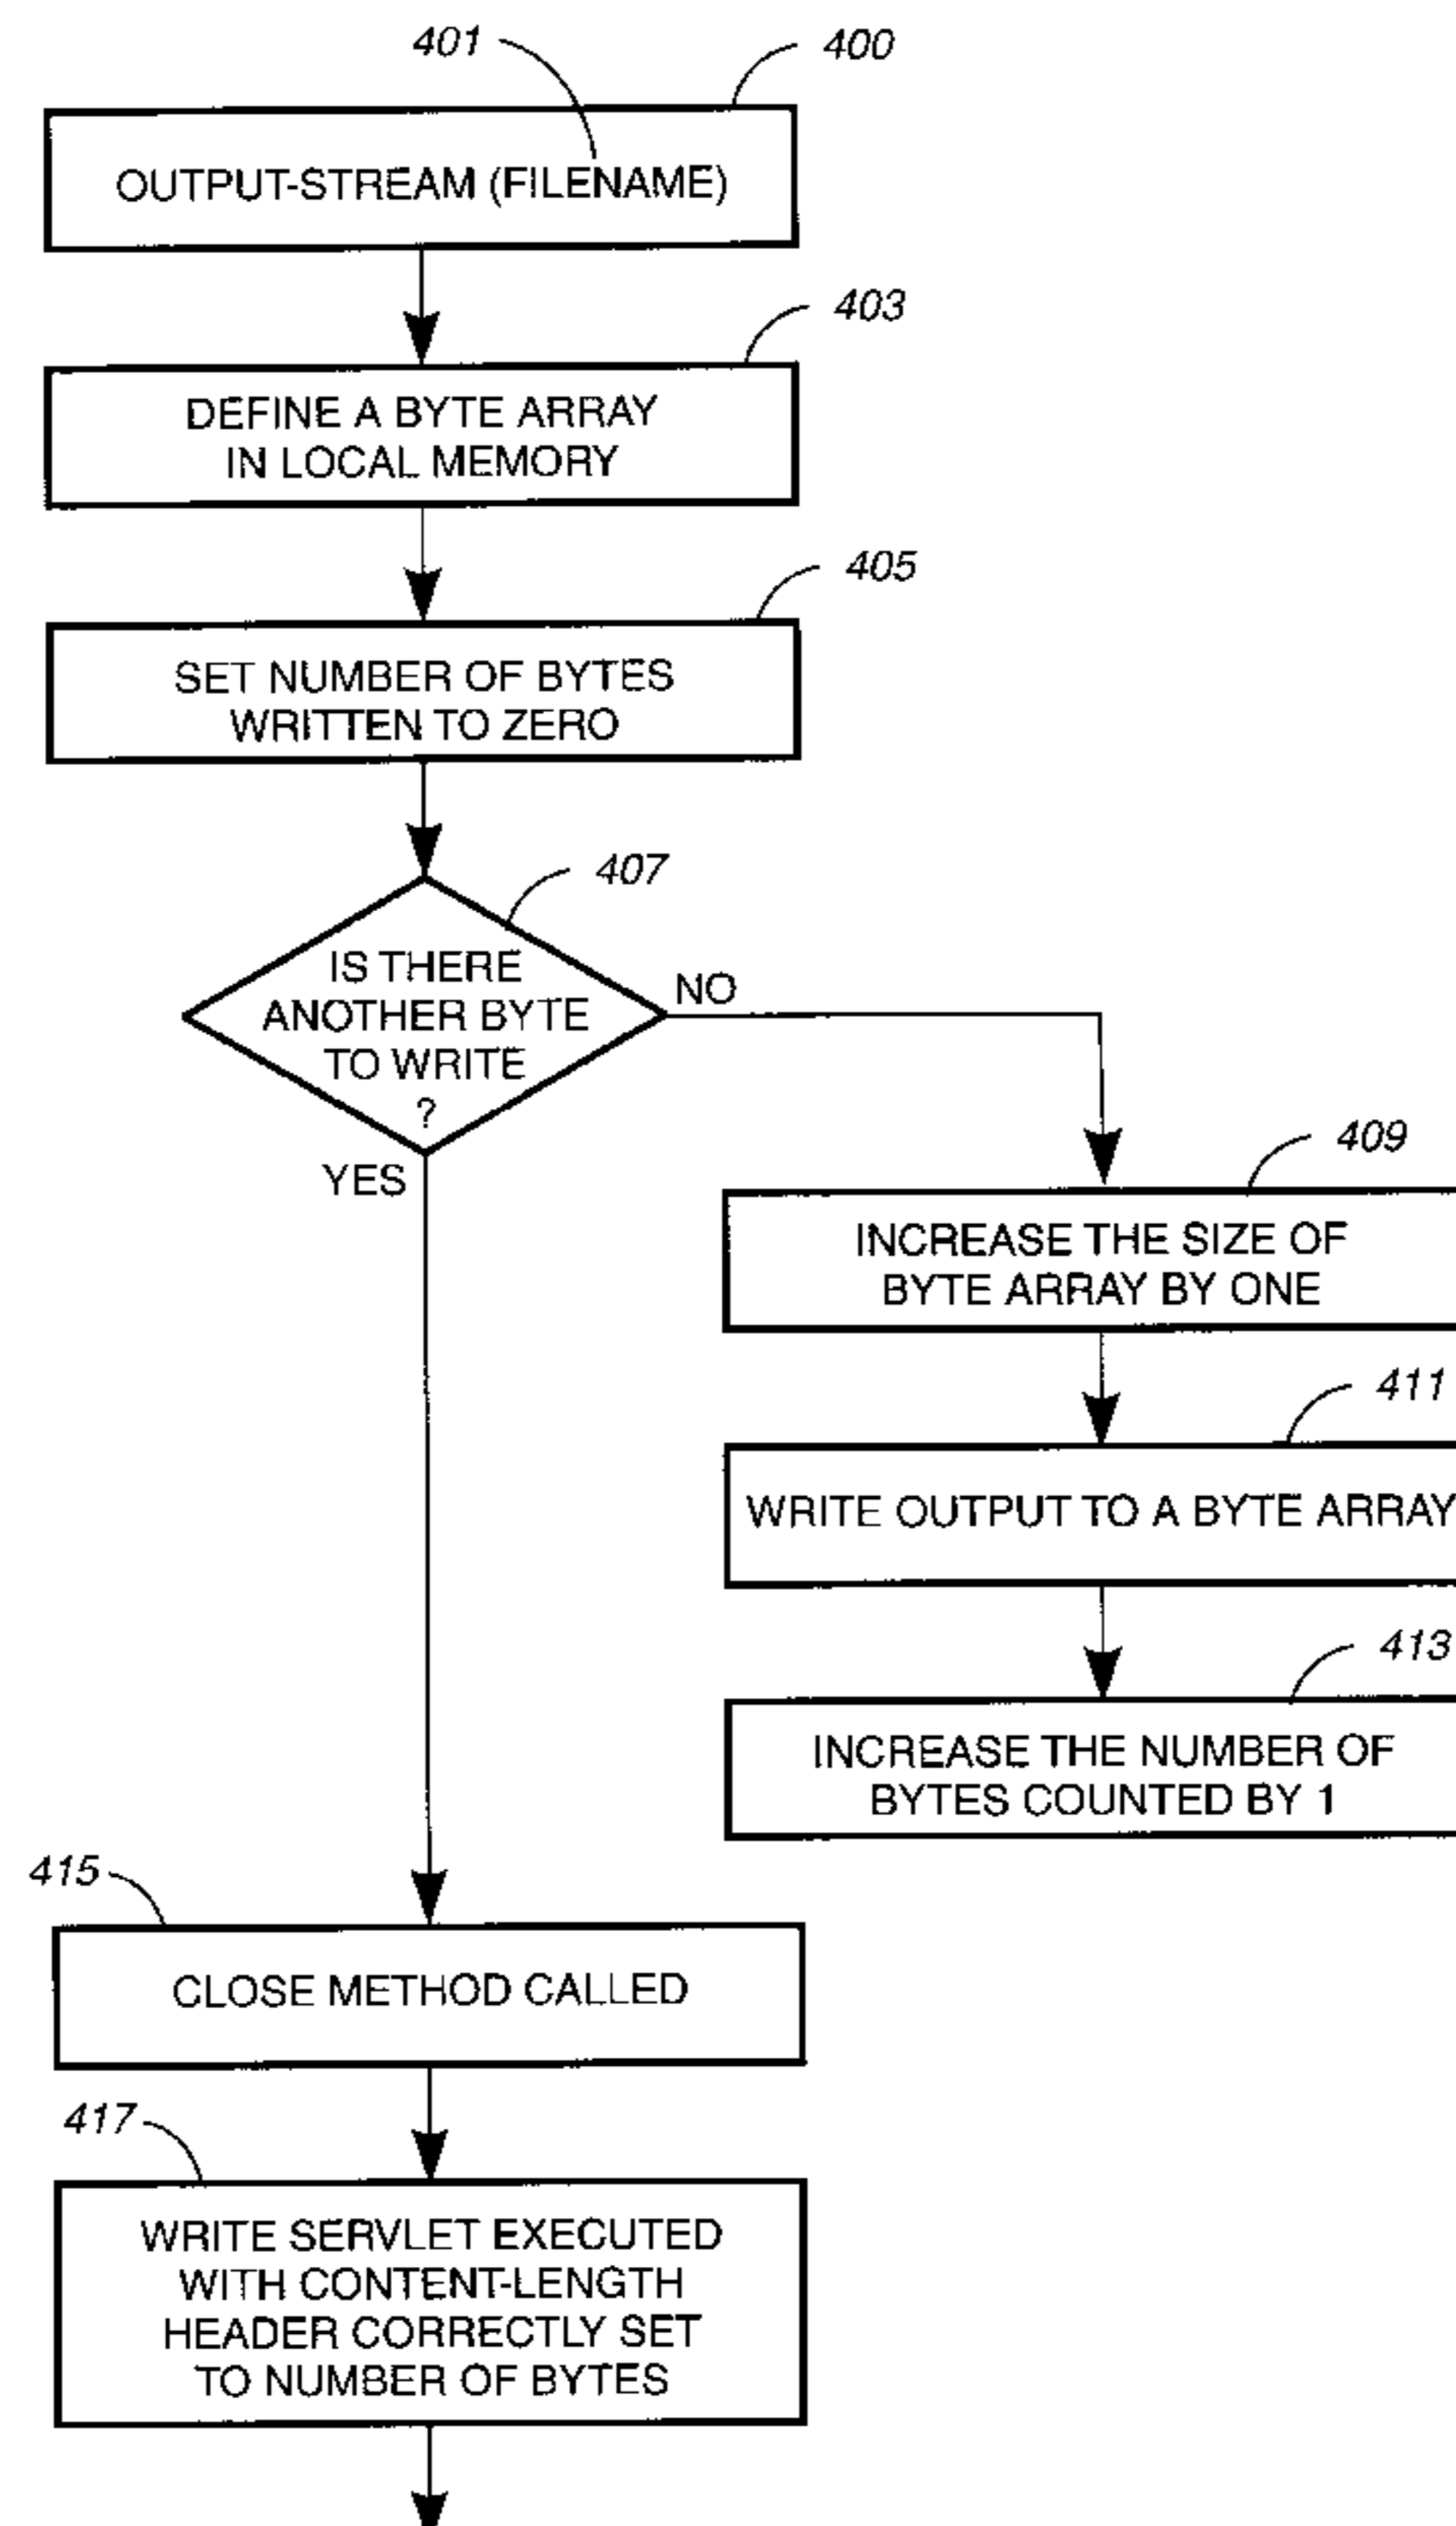 401
400
OUTPUT-STREAM (FILENAME)
403
DEFINE A BYTE ARRAY
IN LOCAL MEMORY
405
SET NUMBER OF BYTES
WRITTEN TO ZERO
407
IS THERE
ANOTHER BYTE
TO WRITE
?
NO
YES
409
INCREASE THE SIZE OF
BYTE ARRAY BY ONE
411
WRITE OUTPUT TO A BYTE ARRAY
413
INCREASE THE NUMBER OF
BYTES COUNTED BY 1
415
CLOSE METHOD CALLED
417
WRITE SERVLET EXECUTED
WITH CONTENT-LENGTH
HEADER CORRECTLY SET
TO NUMBER OF BYTES